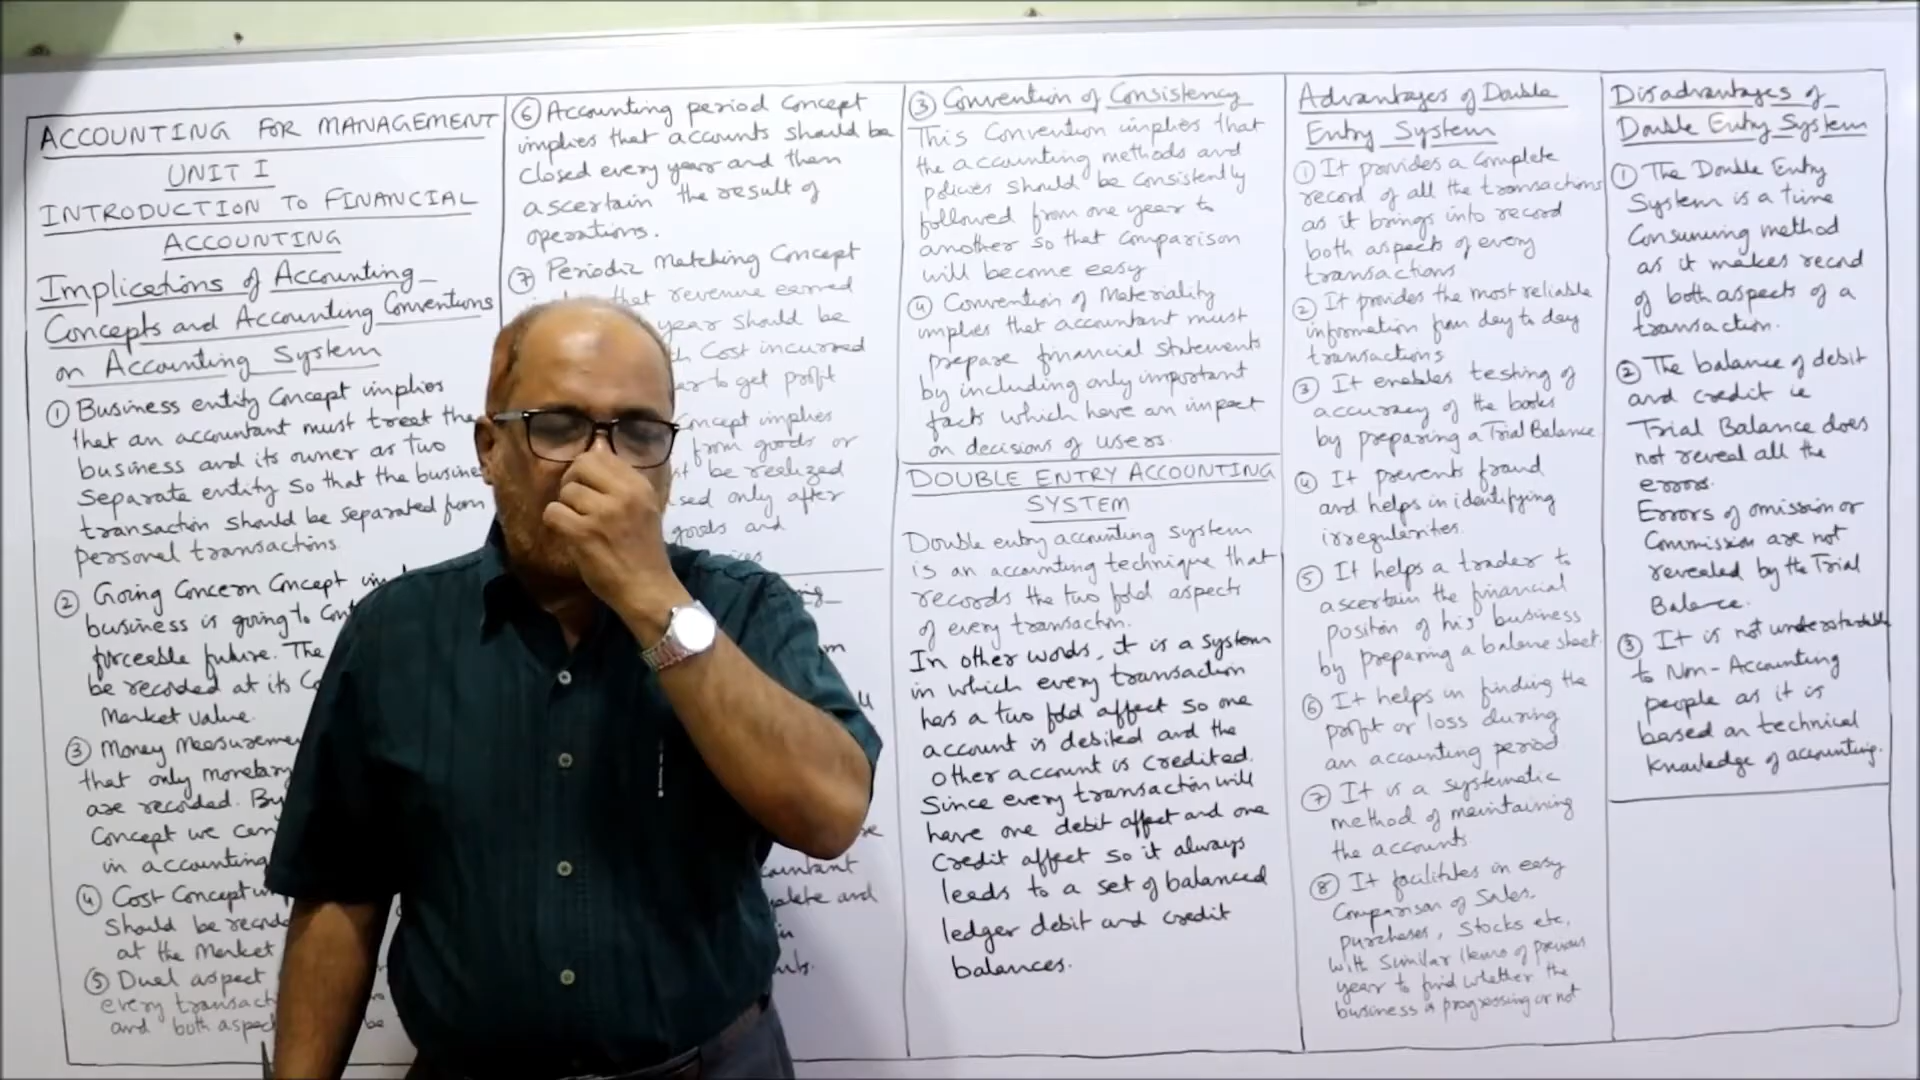 ACCOUNTING FOR MANAGEMENT
UNIT I
INTRODUCTION TO FINANCIAL
ACCOUNTING
Implications of Accounting
Concepts and Accounting Conventions
on Accounting System
① Business entity Concept implies
that an accountant must treat the
business and its owner as two
Separate entity so that the busine
transaction should be separated from
personal transactions.
② Going Concern Concept
business is going to
forceable future. The
be recorded at its
Market value.
③ Money Measureme
that only monetary
are recorded. By
Concept we can
in accounting
④ Cost Concept
Should be recorde
at the Market
⑤ Dual aspect
every transact
and both aspec be
⑥ Accounting period Concept
implies that accounts should be
closed every year and then
ascertain the result of
operations.
⑦ Periodic Matching Concept
that revenue earned
year should be
Cost incurred
to get profit
Concept implies
from goods or
be realized
only after
goods and
countant
and
③ Convention of Consistency
This Convention implies that
the accounting methods and
policies should be consistently
followed from one year to
another so that comparison
will become easy
④ Convention of Materiality
implies that accountant must
prepare financial statements
by including only important
facts which have an impact
on decisions of users.
DOUBLE ENTRY ACCOUNTING
SYSTEM
Double entry accounting system
is an accounting technique that
records the two fold aspects
of every transaction.
In other words, it is a system
in which every transaction
has a two fold affect so one
account is debited and the
other account is credited.
Since every transaction will
have one debit affect and one
Credit affect so it always
leads to a set of balanced
ledger debit and credit
balances.
Advantages of Double
Entry System
① It provides a complete
record of all the transactions
as it brings into record
both aspects of every
transactions
② It provides the most reliable
information from day to day
transactions
③ It enables testing of
accuracy of the books
by preparing a Trial Balance
④ It prevents fraud
and helps in identifying
irregularities.
⑤ It helps a trader to
ascertain the financial
position of his business
by preparing a balance sheet.
⑥ It helps in finding the
profit or loss during
an accounting period
⑦ It is a systematic
method of maintaining
the accounts
⑧ It facilitates in easy
Comparison of Sales,
purchases, Stocks etc,
with similar items of previous
year to find whether the
business is progressing or not
Disadvantages of
Double Entry System
① The Double Entry
System is a time
Consuming method
as it makes record
of both aspects of a
transaction.
② The balance of debit
and credit ie
Trial Balance does
not reveal all the
errors.
Errors of omission or
Commission are not
revealed by the Trial
Balance.
③ It is not understandable
to Non-Accounting
people as it is
based on technical
knowledge of accounting.